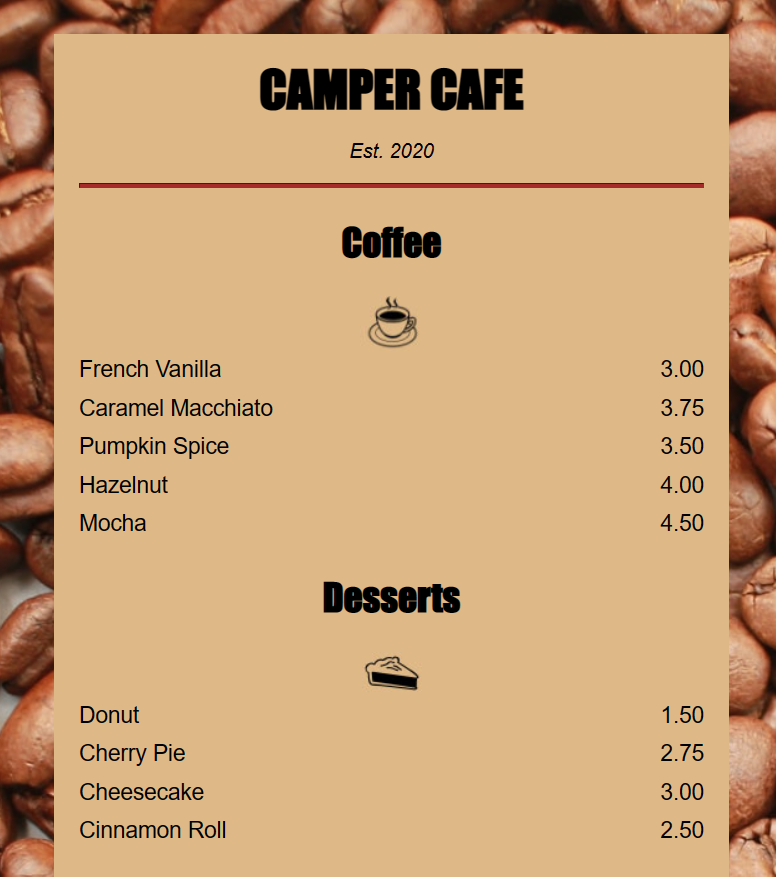 CAMPER CAFE
Est. 2020
Coffee
French Vanilla 3.00
Caramel Macchiato 3.75
Pumpkin Spice 3.50
Hazelnut 4.00
Mocha 4.50
Desserts
Donut 1.50
Cherry Pie 2.75
Cheesecake 3.00
Cinnamon Roll 2.50